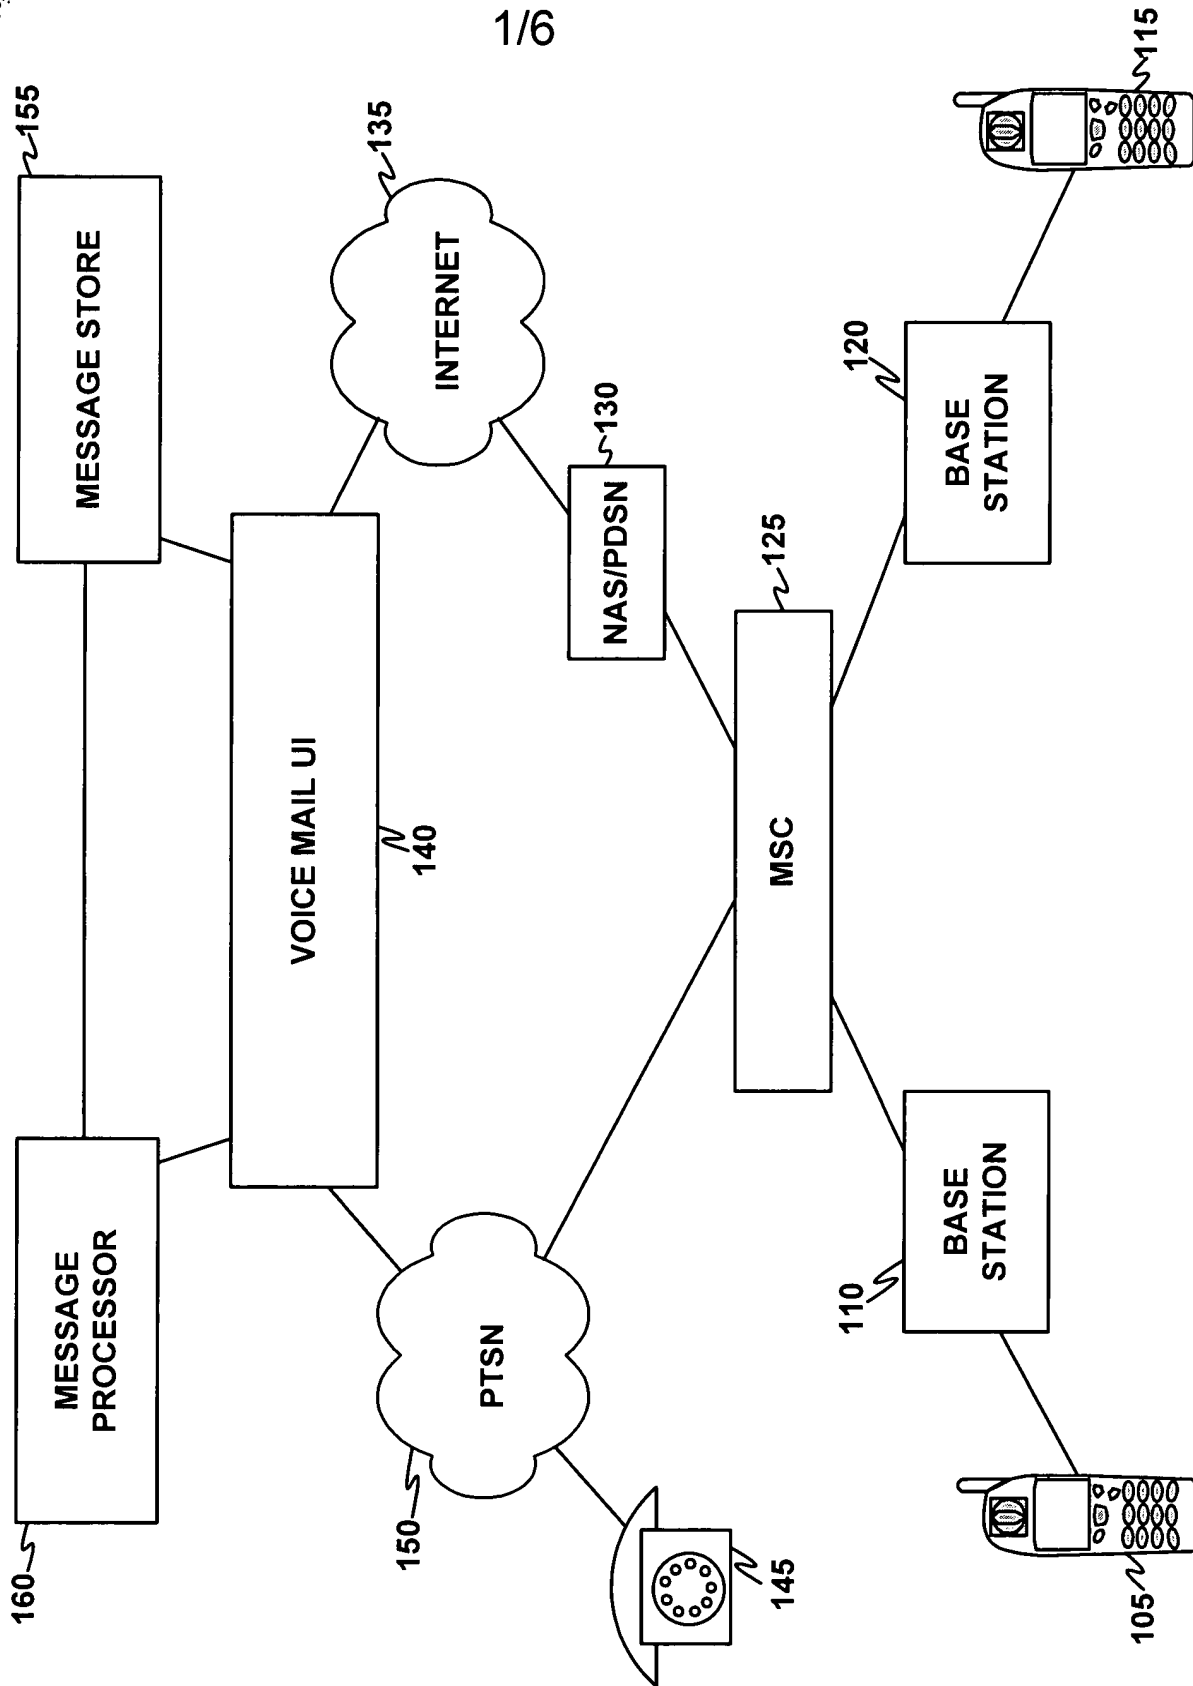 1/6
160
MESSAGE
PROCESSOR
MESSAGE STORE
155
VOICE MAIL UI
140
150
PTSN
INTERNET
135
145
NAS/PDSN
130
MSC
125
110
BASE
STATION
120
BASE
STATION
105
115